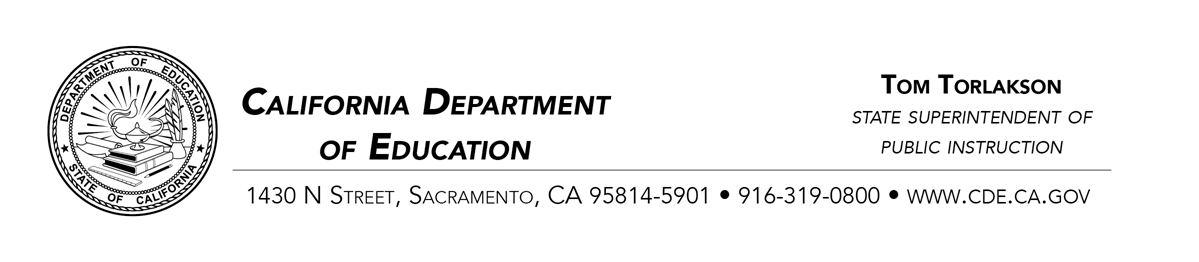 DEPARTMENT OF EDUCATION
STATE OF CALIFORNIA
CALIFORNIA DEPARTMENT
OF EDUCATION
TOM TORLAKSON
STATE SUPERINTENDENT OF
PUBLIC INSTRUCTION
1430 N STREET, SACRAMENTO, CA 95814-5901 • 916-319-0800 • WWW.CDE.CA.GOV